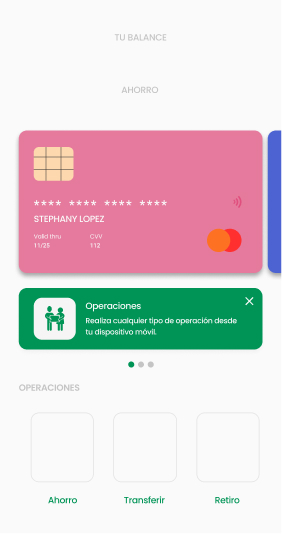 TU BALANCE
AHORRO
**** **** **** ****
STEPHANY LOPEZ
Valid thru CVV
11/25 112
Operaciones
Realiza cualquier tipo de operación desde
tu dispositivo móvil.
OPERACIONES
Ahorro Transferir Retiro